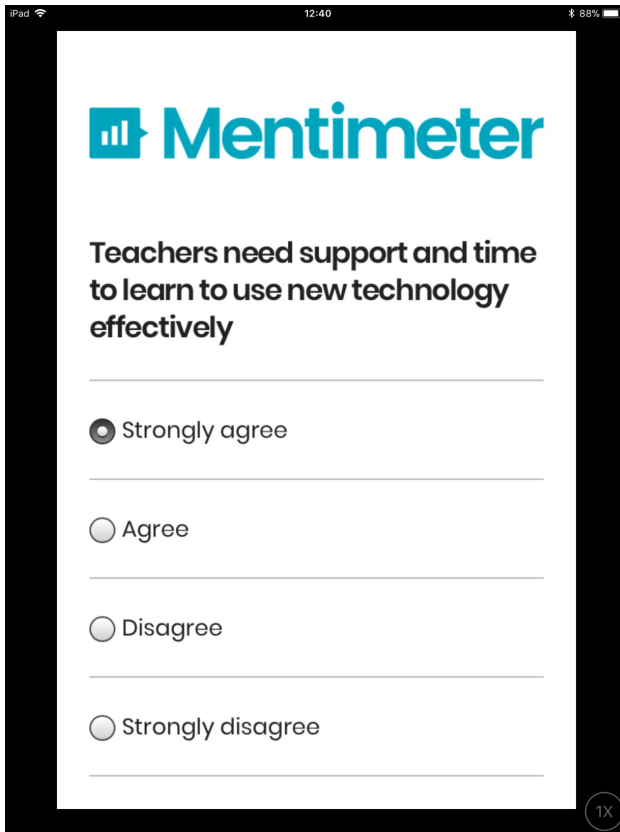 iPad 12:40 88%
Mentimeter
Teachers need support and time
to learn to use new technology
effectively
Strongly agree
Agree
Disagree
Strongly disagree
1X